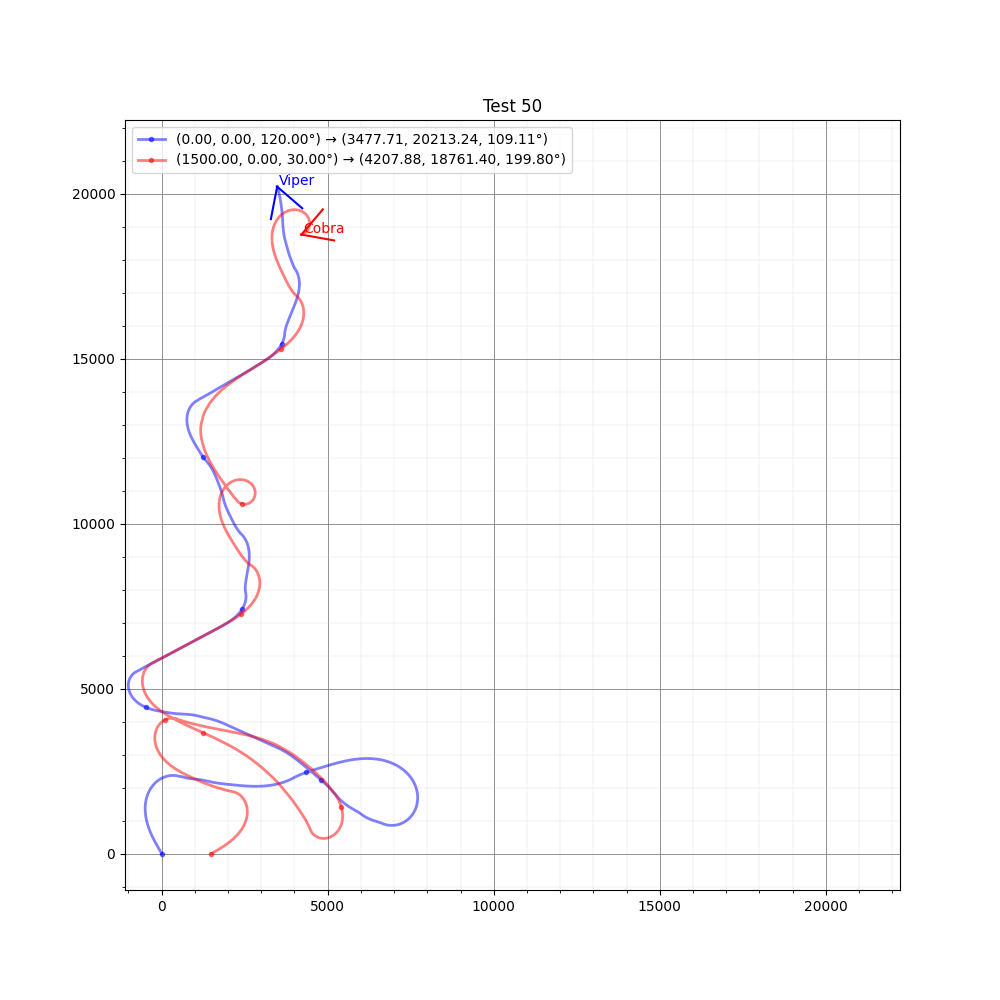 Test 50
(0.00, 0.00, 120.00°) → (3477.71, 20213.24, 109.11°)
(1500.00, 0.00, 30.00°) → (4207.88, 18761.40, 199.80°)
Viper
Cobra
20000
15000
10000
5000
0
0 5000 10000 15000 20000